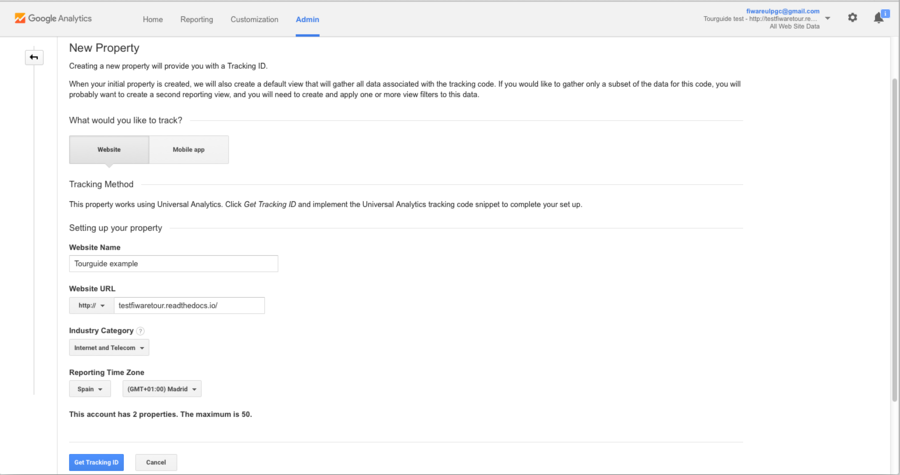 Google Analytics
Home Reporting Customization Admin
fiwareulpgc@gmail.com
Tourguide test - http://testfiwaretour.re...
All Web Site Data
1
New Property
Creating a new property will provide you with a Tracking ID.
When your initial property is created, we will also create a default view that will gather all data associated with the tracking code. If you would like to gather only a subset of the data for this code, you will
probably want to create a second reporting view, and you will need to create and apply one or more view filters to this data.
What would you like to track?
Website Mobile app
Tracking Method
This property works using Universal Analytics. Click Get Tracking ID and implement the Universal Analytics tracking code snippet to complete your set up.
Setting up your property
Website Name
Tourguide example
Website URL
http:// testfiwaretour.readthedocs.io/
Industry Category ?
Internet and Telecom
Reporting Time Zone
Spain (GMT+01:00) Madrid
This account has 2 properties. The maximum is 50.
Get Tracking ID Cancel